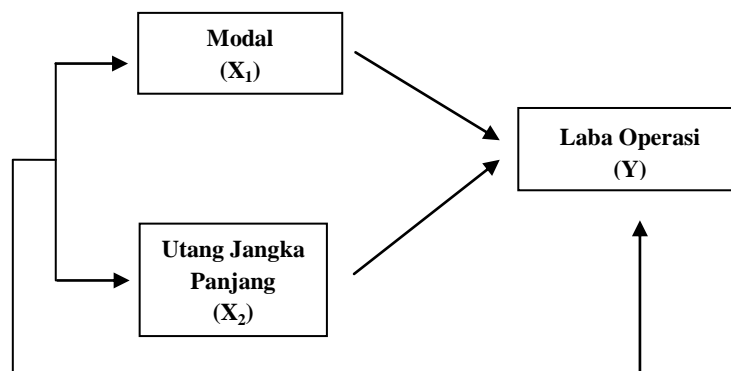 Modal
(X₁)
Laba Operasi
(Y)
Utang Jangka
Panjang
(X₂)